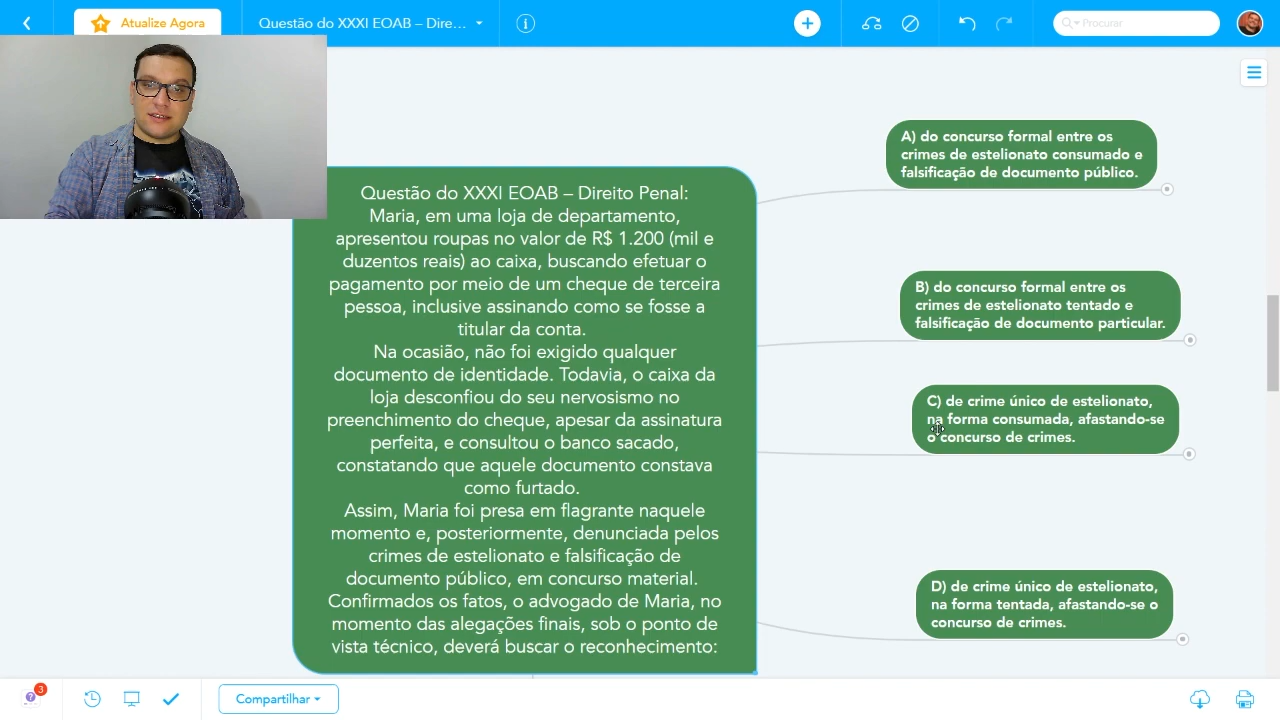 Atualize Agora
Questão do XXXI EOAB – Dire...
Procurar
Questão do XXXI EOAB – Direito Penal:
Maria, em uma loja de departamento,
apresentou roupas no valor de R$ 1.200 (mil e
duzentos reais) ao caixa, buscando efetuar o
pagamento por meio de um cheque de terceira
pessoa, inclusive assinando como se fosse a
titular da conta.
Na ocasião, não foi exigido qualquer
documento de identidade. Todavia, o caixa da
loja desconfiou do seu nervosismo no
preenchimento do cheque, apesar da assinatura
perfeita, e consultou o banco sacado,
constatando que aquele documento constava
como furtado.
Assim, Maria foi presa em flagrante naquele
momento e, posteriormente, denunciada pelos
crimes de estelionato e falsificação de
documento público, em concurso material.
Confirmados os fatos, o advogado de Maria, no
momento das alegações finais, sob o ponto de
vista técnico, deverá buscar o reconhecimento:
A) do concurso formal entre os
crimes de estelionato consumado e
falsificação de documento público.
B) do concurso formal entre os
crimes de estelionato tentado e
falsificação de documento particular.
C) de crime único de estelionato,
na forma consumada, afastando-se
o concurso de crimes.
D) de crime único de estelionato,
na forma tentada, afastando-se o
concurso de crimes.
3
Compartilhar